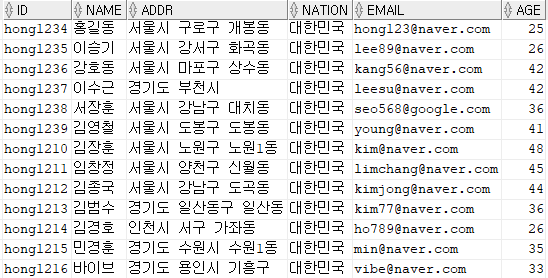 ID NAME ADDR NATION EMAIL AGE
hong1234 홍길동 서울시 구로구 개봉동 대한민국 hong123@naver.com 25
hong1235 이승기 서울시 강서구 화곡동 대한민국 lee89@naver.com 26
hong1236 강호동 서울시 마포구 상수동 대한민국 kang56@naver.com 42
hong1237 이수근 경기도 부천시 대한민국 leesu@naver.com 42
hong1238 서장훈 서울시 강남구 대치동 대한민국 seo568@google.com 36
hong1239 김영철 서울시 도봉구 도봉동 대한민국 young@naver.com 41
hong1210 김장훈 서울시 노원구 노원1동 대한민국 kim@naver.com 48
hong1211 임창정 서울시 양천구 신월동 대한민국 limchang@naver.com 45
hong1212 김종국 서울시 강남구 도곡동 대한민국 kimjong@naver.com 44
hong1213 김범수 경기도 일산동구 일산동 대한민국 kim77@naver.com 36
hong1214 김경호 인천시 서구 가좌동 대한민국 ho789@naver.com 26
hong1215 민경훈 경기도 수원시 수원1동 대한민국 min@naver.com 35
hong1216 바이브 경기도 용인시 기흥구 대한민국 vibe@naver.com 33